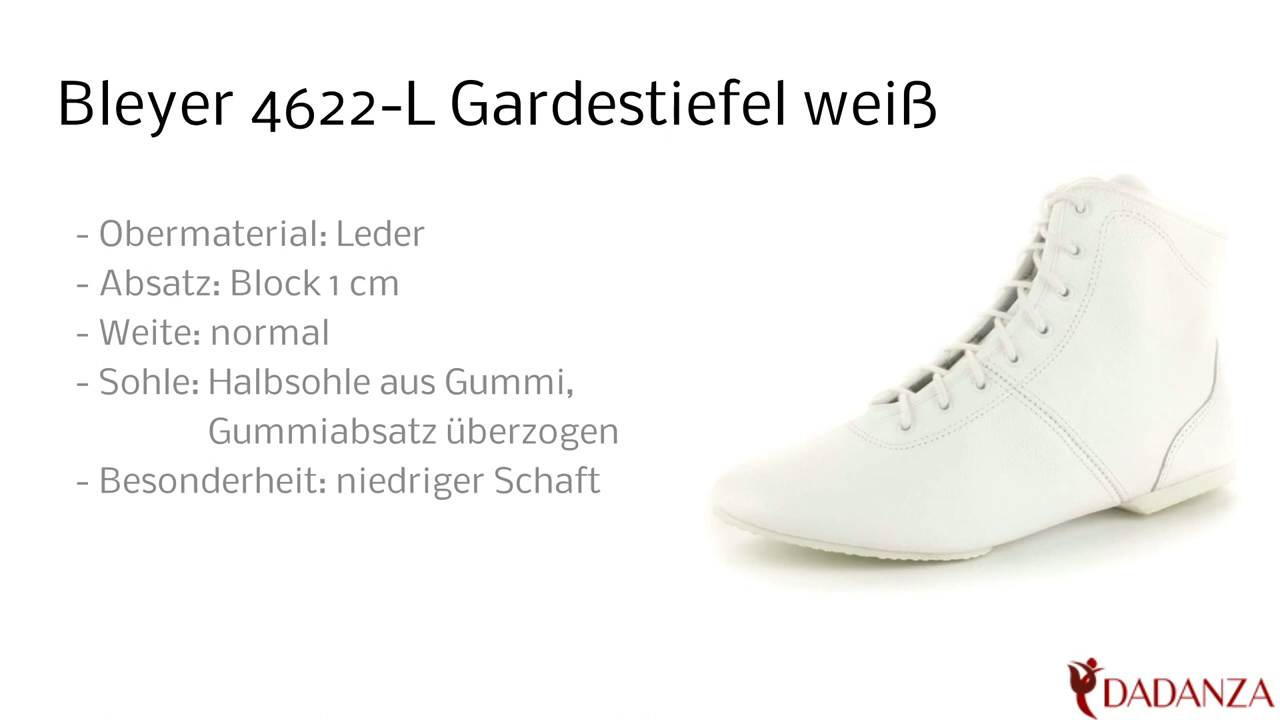 Bleyer 4622-L Gardestiefel weiß
- Obermaterial: Leder
- Absatz: Block 1 cm
- Weite: normal
- Sohle: Halbsohle aus Gummi,
Gummiabsatz überzogen
- Besonderheit: niedriger Schaft
DADANZA